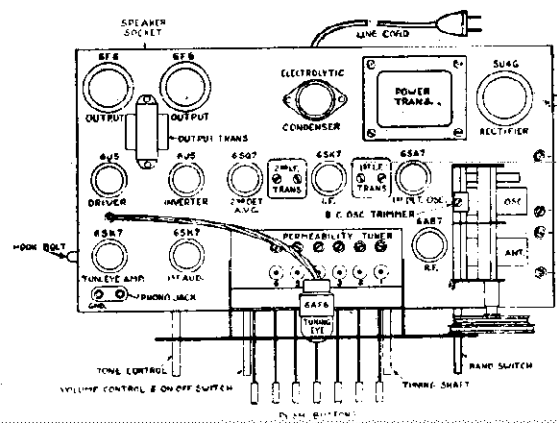 SPEAKER
SOCKET
LINE CORD
6F6
6F6
ELECTROLYTIC
POWER
TRANS.
5U4G
OUTPUT
OUTPUT
CONDENSER
RECTIFIER
OUTPUT TRANS
6J5
6J5
6SQ7
2ND I.F.
TRANS
6SK7
1ST I.F.
TRANS
6SA7
DRIVER
INVERTER
2ND DET
A.V.C.
I.F.
1ST DET. OSC.
B C OSC TRIMMER
OSC
6SK7
6SK7
PERMEABILITY TUNER
6AB7
HOOK BOLT
TUN. EYE AMP.
1ST AUD.
R.F.
ANT.
PHONO JACK
GND.
6AF6
TUNING
EYE
TONE CONTROL
VOLUME CONTROL & ON OFF SWITCH
TUNING SHAFT
BAND SWITCH
PUSH BUTTONS